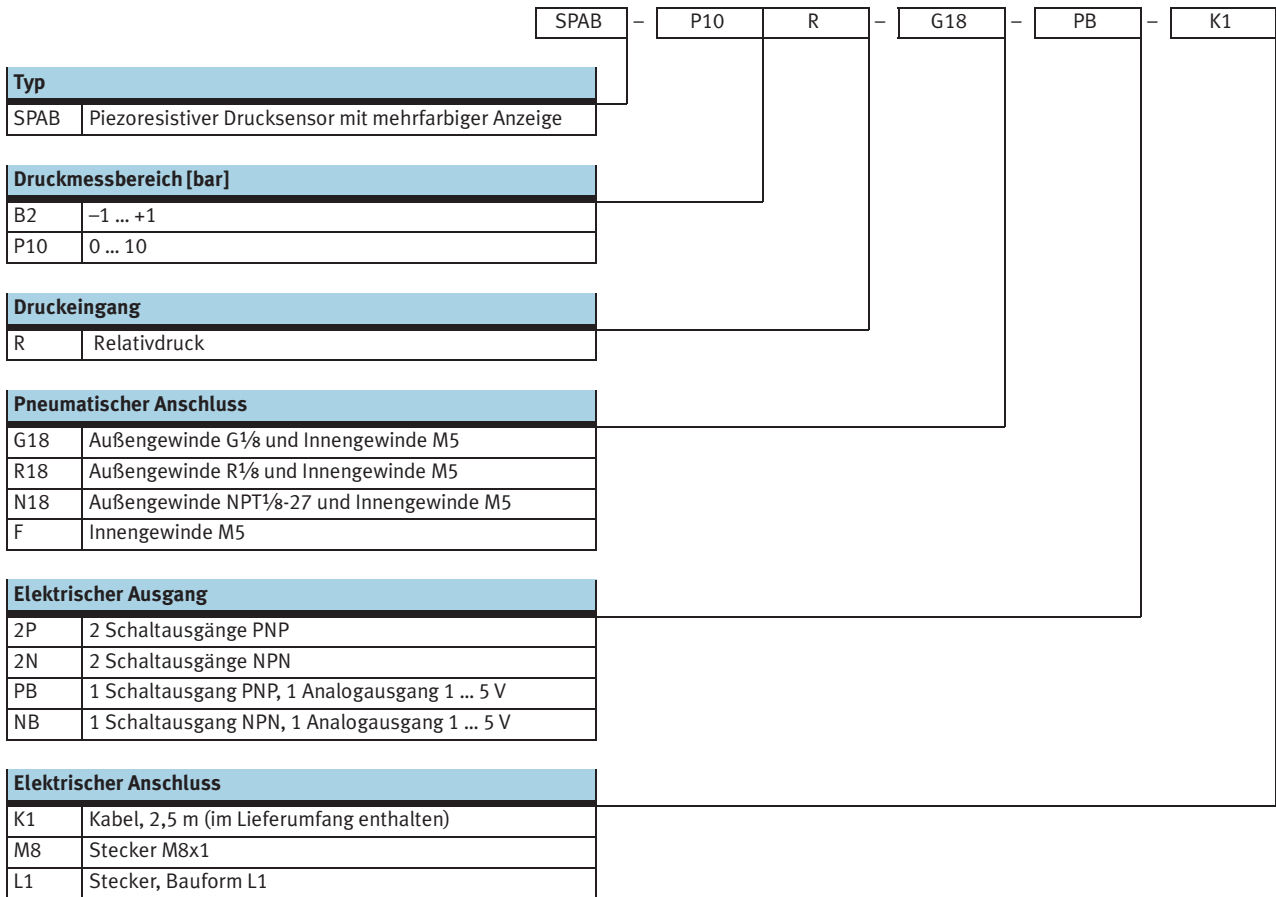 SPAB – P10 R – G18 – PB – K1
Typ
SPAB Piezoresistiver Drucksensor mit mehrfarbiger Anzeige
Druckmessbereich [bar]
B2 –1 ... +1
P10 0 ... 10
Druckeingang
R Relativdruck
Pneumatischer Anschluss
G18 Außengewinde G⅛ und Innengewinde M5
R18 Außengewinde R⅛ und Innengewinde M5
N18 Außengewinde NPT⅛-27 und Innengewinde M5
F Innengewinde M5
Elektrischer Ausgang
2P 2 Schaltausgänge PNP
2N 2 Schaltausgänge NPN
PB 1 Schaltausgang PNP, 1 Analogausgang 1 ... 5 V
NB 1 Schaltausgang NPN, 1 Analogausgang 1 ... 5 V
Elektrischer Anschluss
K1 Kabel, 2,5 m (im Lieferumfang enthalten)
M8 Stecker M8x1
L1 Stecker, Bauform L1